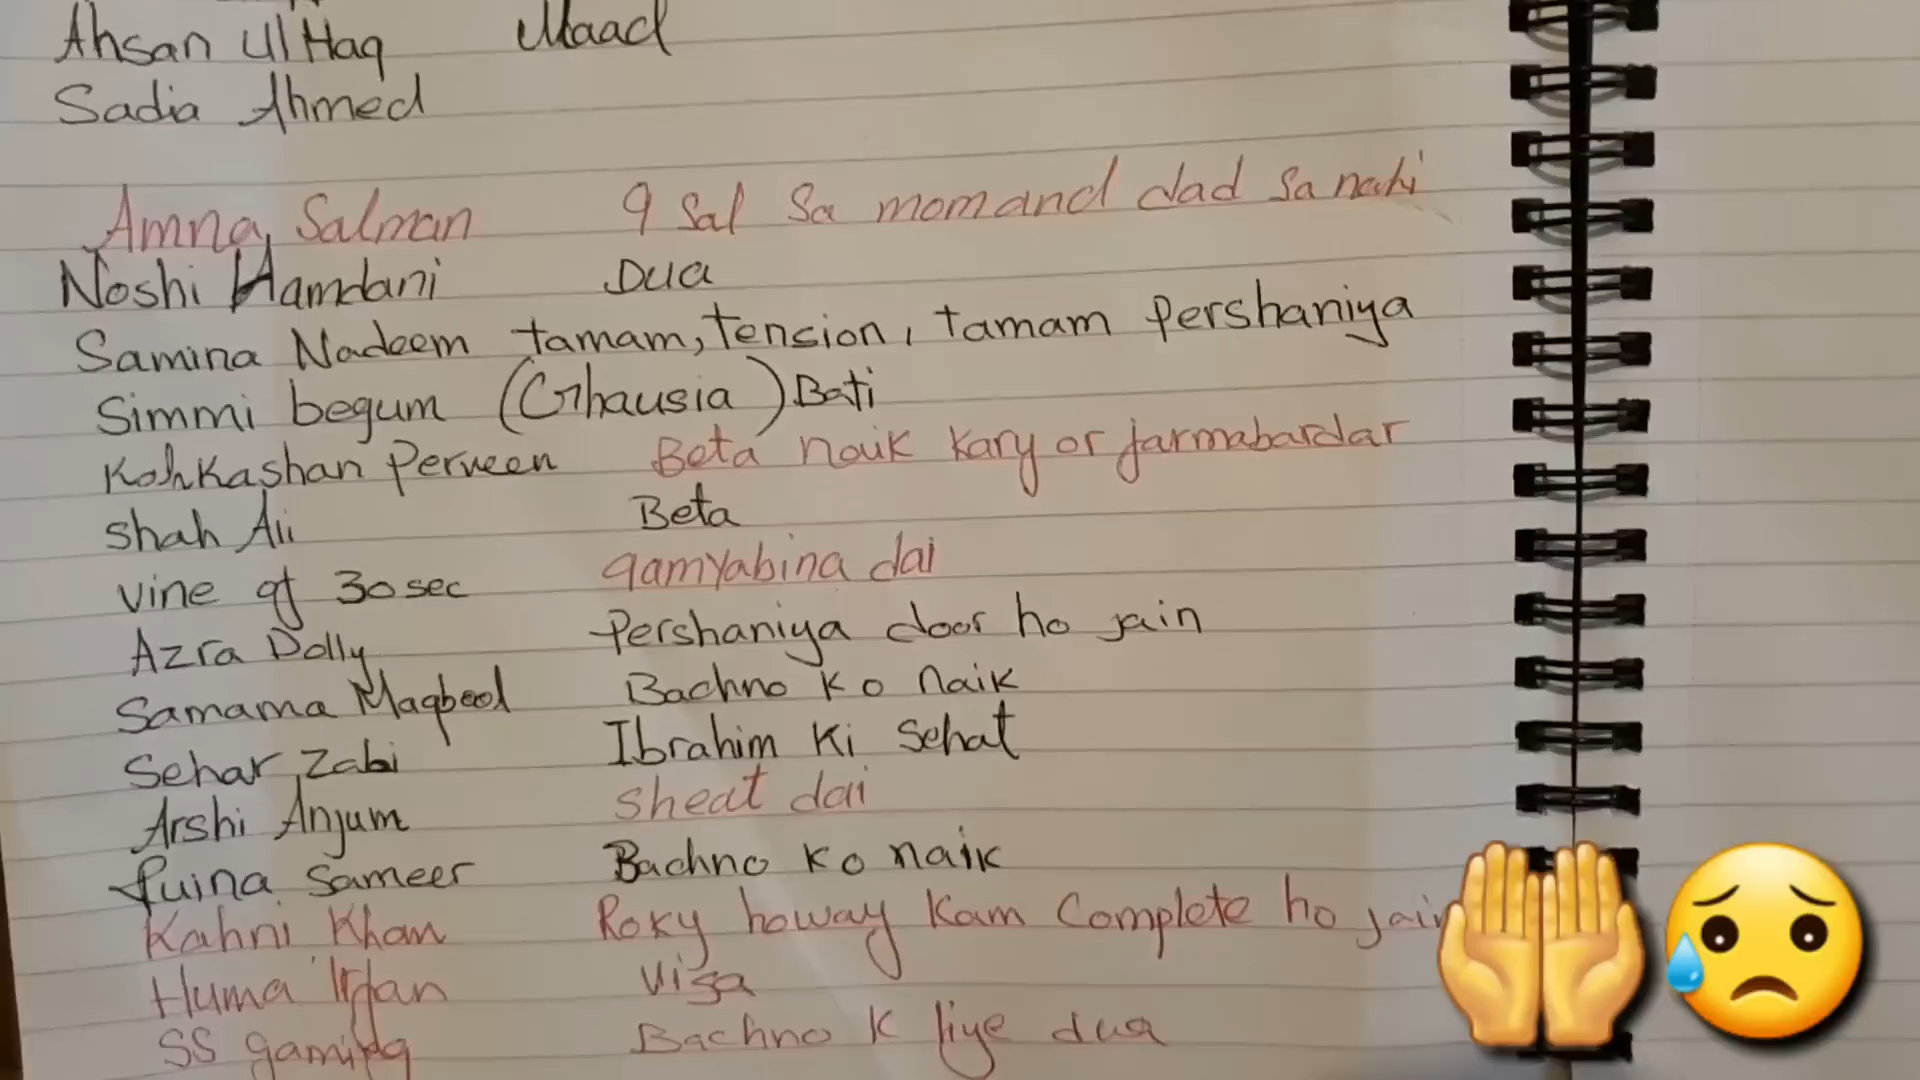 Ahsan Ul Haq Maad
Sadia Ahmed
Amna Salman 9 Sal Sa mom and dad Sa nahi
Noshi Hamdani Dua
Samina Nadeem tamam, tension, tamam pershaniya
Simmi begum (Ghausia) Bati
Kohkashan Perveen Beta naik kary or farmabardar
Shah Ali Beta
Vine of 30 sec qamyabina dai
Azra Dolly Pershaniya door ho jain
Samama Maqbool Bachno Ko naik
Sehar Zabi Ibrahim Ki Sehat
Arshi Anjum sheat dai
Sameer Bachno Ko naik
Kahni Khan Roky howay Kam Complete ho jain
Huma Irfan Visa
SS gaming Bachno K liye dua